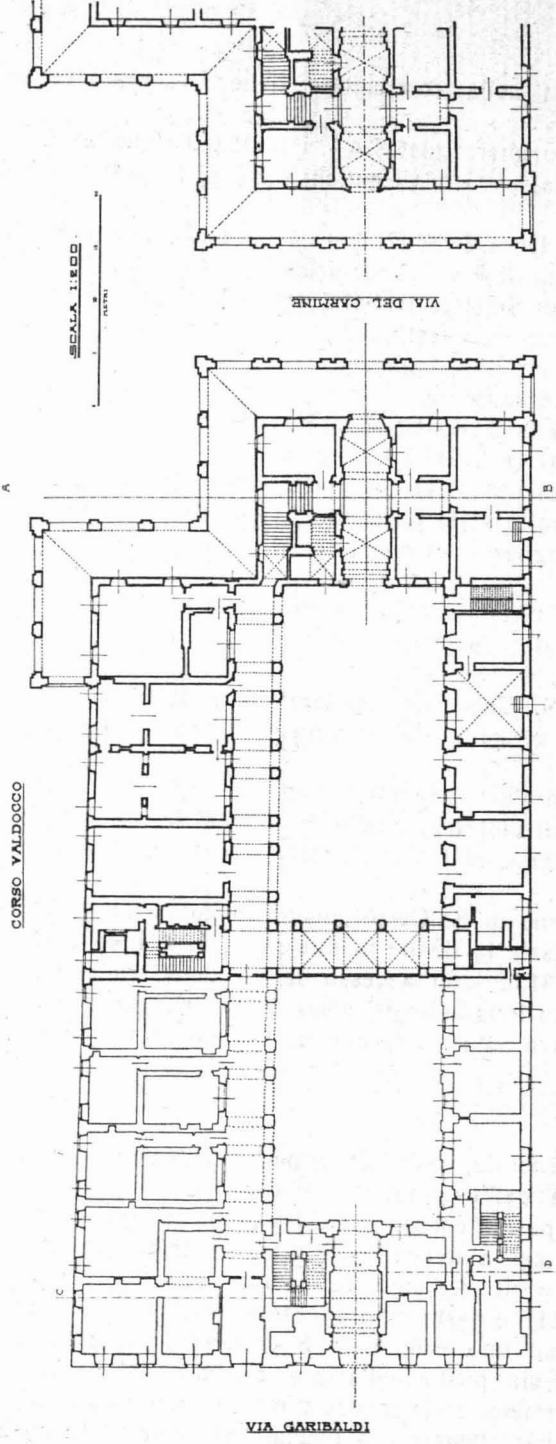 SCALA 1:200
METRI
VIA DEL CARMINE
A
B
CORSO VALDOCCO
C
D
VIA GARIBALDI